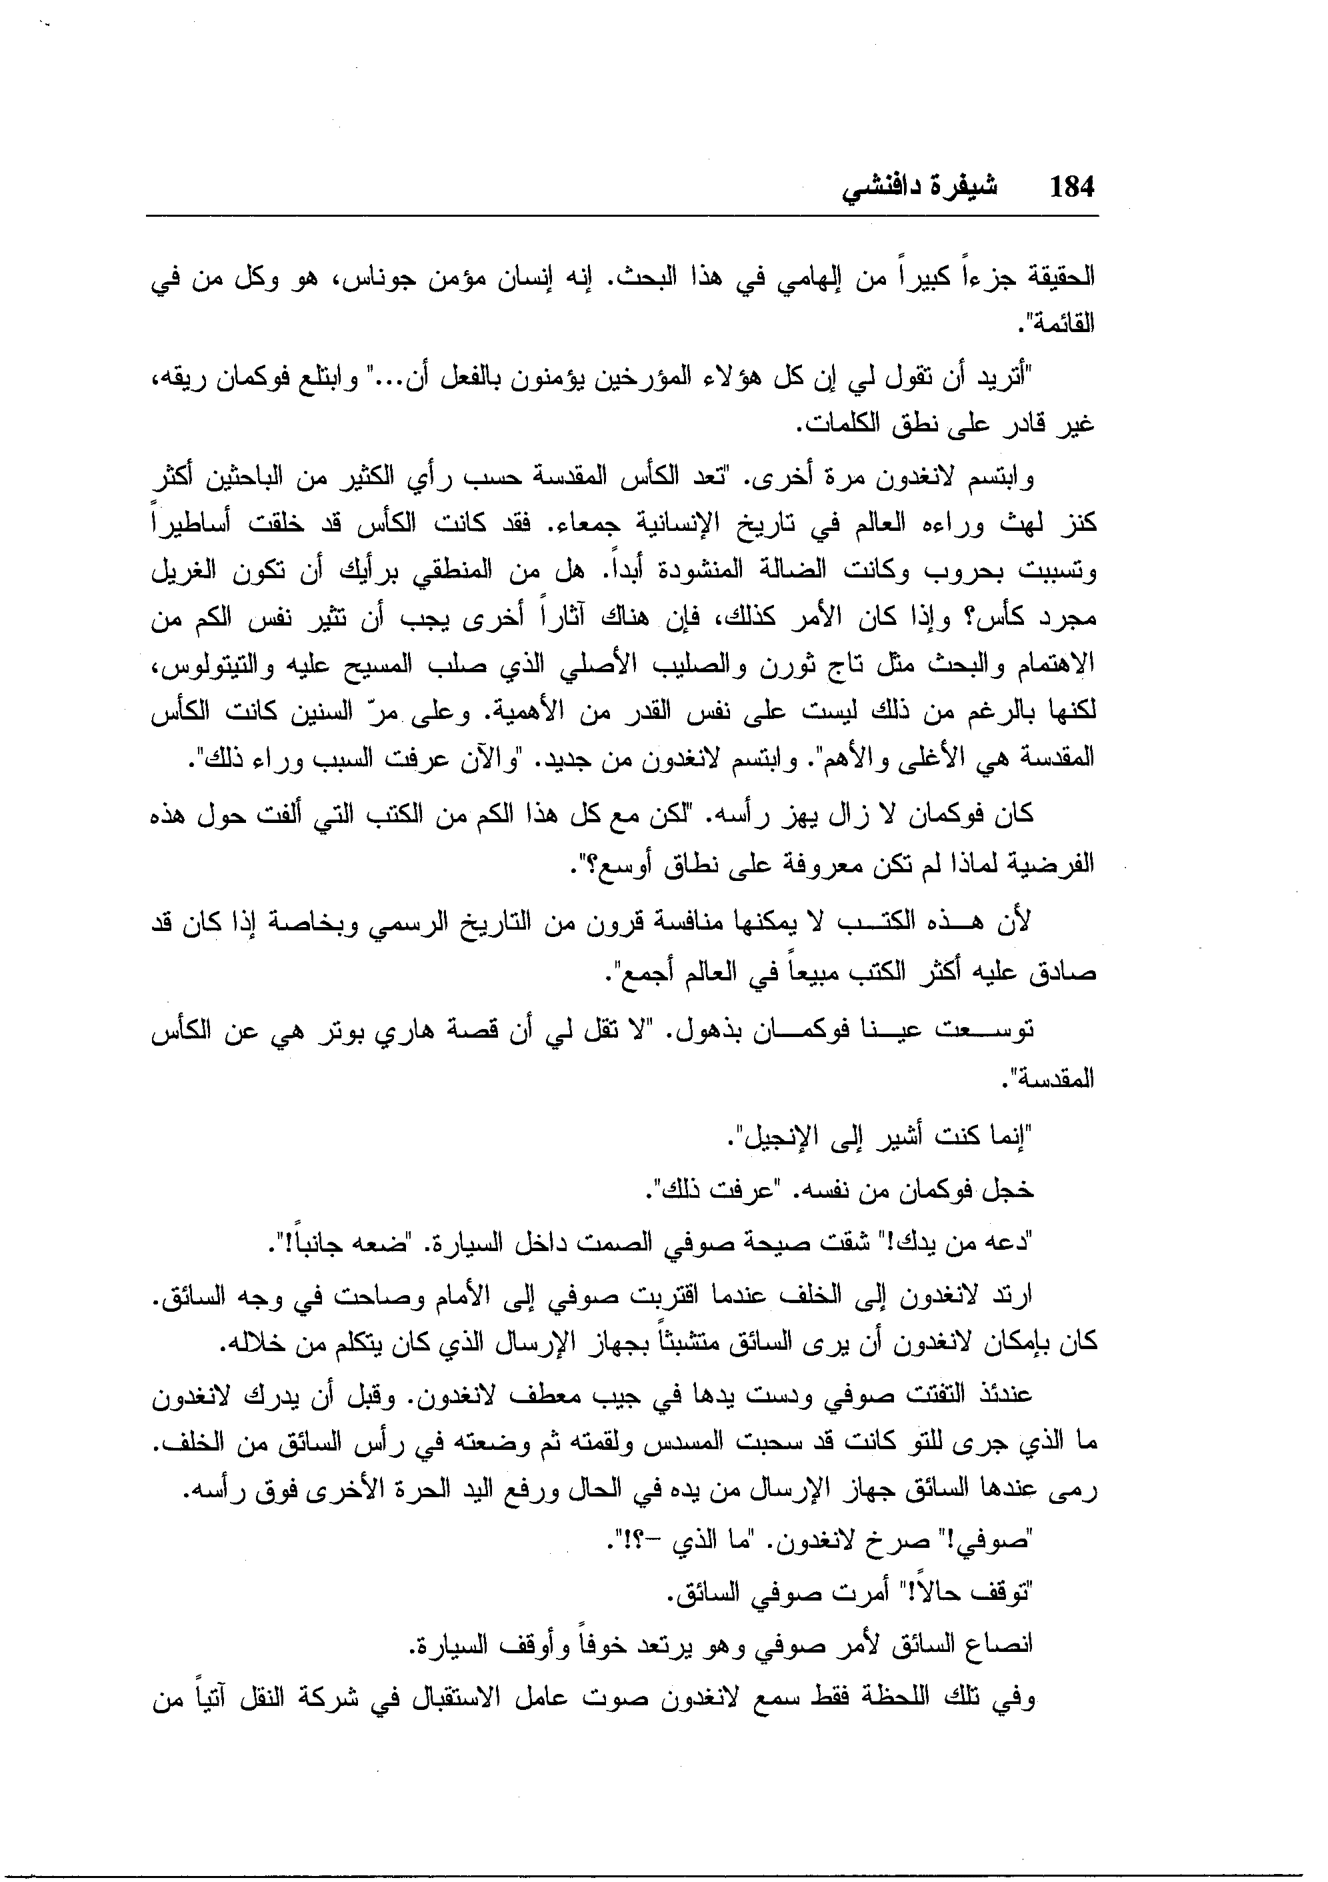 184 شيفرة دافنشي
الحقيقة جزءاً كبيراً من إلهامي في هذا البحث. إنه إنسان مؤمن جوناس، هو وكل من في
القائمة".
"أتريد أن تقول لي إن كل هؤلاء المؤرخين يؤمنون بالفعل أن..." وابتلع فوكمان ريقه،
غير قادر على نطق الكلمات.
وابتسم لانغدون مرة أخرى. "تعد الكأس المقدسة حسب رأي الكثير من الباحثين أكثر
كنز لهث وراءه العالم في تاريخ الإنسانية جمعاء. فقد كانت الكأس قد خلقت أساطيراً
وتسببت بحروب وكانت الضالة المنشودة أبداً. هل من المنطقي برأيك أن تكون الغريل
مجرد كأس؟ وإذا كان الأمر كذلك، فإن هناك آثاراً أخرى يجب أن تثير نفس الكم من
الاهتمام والبحث مثل تاج ثورن والصليب الأصلي الذي صلب المسيح عليه والتيتولوس،
لكنها بالرغم من ذلك ليست على نفس القدر من الأهمية. وعلى مرّ السنين كانت الكأس
المقدسة هي الأغلى والأهم". وابتسم لانغدون من جديد. "والآن عرفت السبب وراء ذلك".
كان فوكمان لا زال يهز رأسه. "لكن مع كل هذا الكم من الكتب التي ألفت حول هذه
الفرضية لماذا لم تكن معروفة على نطاق أوسع؟".
لأن هـذه الكتـب لا يمكنها منافسة قرون من التاريخ الرسمي وبخاصة إذا كان قد
صادق عليه أكثر الكتب مبيعاً في العالم أجمع".
توسـعت عيـنا فوكمـان بذهول. "لا تقل لي أن قصة هاري بوتر هي عن الكأس
المقدسة".
"إنما كنت أشير إلى الإنجيل".
خجل فوكمان من نفسه. "عرفت ذلك".
"دعه من يدك!" شقت صيحة صوفي الصمت داخل السيارة. "ضعه جانباً!".
ارتد لانغدون إلى الخلف عندما اقتربت صوفي إلى الأمام وصاحت في وجه السائق.
كان بإمكان لانغدون أن يرى السائق متشبثاً بجهاز الإرسال الذي كان يتكلم من خلاله.
عندئذ التفتت صوفي ودست يدها في جيب معطف لانغدون. وقبل أن يدرك لانغدون
ما الذي جرى للتو كانت قد سحبت المسدس ولقمته ثم وضعته في رأس السائق من الخلف.
رمى عندها السائق جهاز الإرسال من يده في الحال ورفع اليد الحرة الأخرى فوق رأسه.
"صوفي!" صرخ لانغدون. "ما الذي -؟!".
"توقف حالاً!" أمرت صوفي السائق.
انصاع السائق لأمر صوفي وهو يرتعد خوفاً وأوقف السيارة.
وفي تلك اللحظة فقط سمع لانغدون صوت عامل الاستقبال في شركة النقل آتياً من